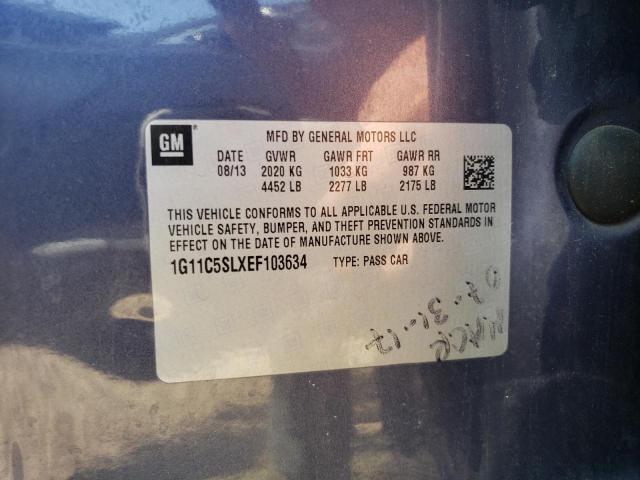 GM
MFD BY GENERAL MOTORS LLC
DATE GVWR GAWR FRT GAWR RR
08/13 2020 KG 1033 KG 987 KG
4452 LB 2277 LB 2175 LB
THIS VEHICLE CONFORMS TO ALL APPLICABLE U.S. FEDERAL MOTOR
VEHICLE SAFETY, BUMPER, AND THEFT PREVENTION STANDARDS IN
EFFECT ON THE DATE OF MANUFACTURE SHOWN ABOVE.
1G11C5SLXEF103634 TYPE: PASS CAR